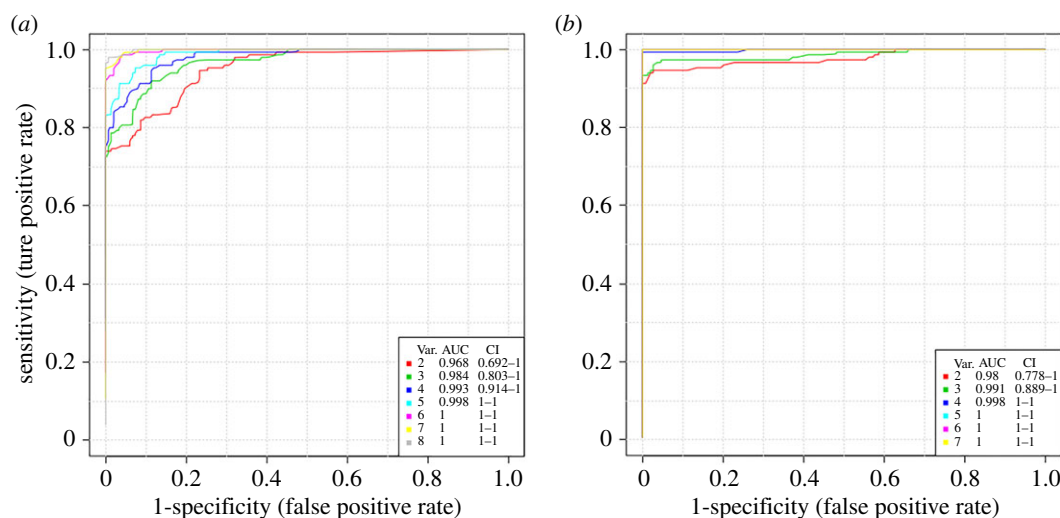 (a)
(b)
sensitivity (ture positive rate)
1.0
0.8
0.6
0.4
0.2
0
0 0.2 0.4 0.6 0.8 1.0
1-specificity (false positive rate)
Var. AUC CI
2 0.968 0.692–1
3 0.984 0.803–1
4 0.993 0.914–1
5 0.998 1–1
6 1 1–1
7 1 1–1
8 1 1–1
1.0
0.8
0.6
0.4
0.2
0
0 0.2 0.4 0.6 0.8 1.0
1-specificity (false positive rate)
Var. AUC CI
2 0.98 0.778–1
3 0.991 0.889–1
4 0.998 1–1
5 1 1–1
6 1 1–1
7 1 1–1